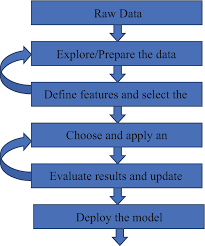 Raw Data
Explore/Prepare the data
Define features and select the
Choose and apply an
Evaluate results and update
Deploy the model